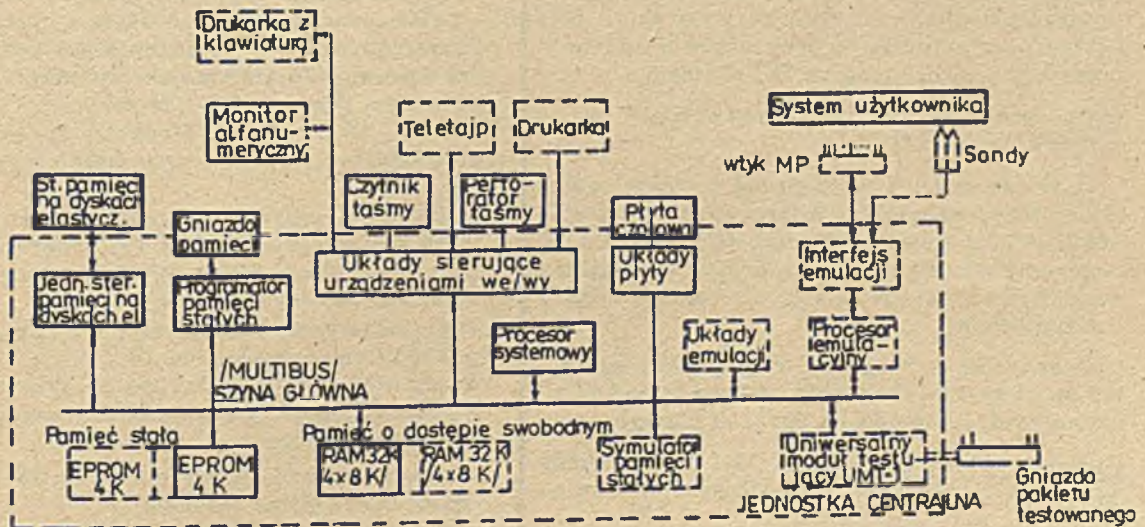 Drukarka z
klawiaturą
Monitor
alfanu-
meryczny
Teletajp
Drukarka
System użytkownika
wtyk MP
Sondy
St. pamięci
na dyskach
elastycz.
Gniazdo
pamięci
Czytnik
taśmy
Perfo-
rator
taśmy
Płyta
czołowa
Układy
płyty
Układy sterujące
urządzeniami we/wy
Interfejs
emulacji
Jedn. ster.
pamięci na
dyskach el
Programator
pamięci
stałych
Procesor
systemowy
Układy
emulacji
Procesor
emula-
cyjny
/MULTIBUS/
SZYNA GŁÓWNA
Pamięć stała
EPROM
4 K
EPROM
4 K
Pamięć o dostępie swobodnym
RAM 32K
4×8 K/
RAM 32 K
/4×8 K/
Symulator
pamięci
stałych
Uniwersalny
moduł testu
jący UMT
JEDNOSTKA CENTRALNA
Gniazdo
pakietu
testowanego